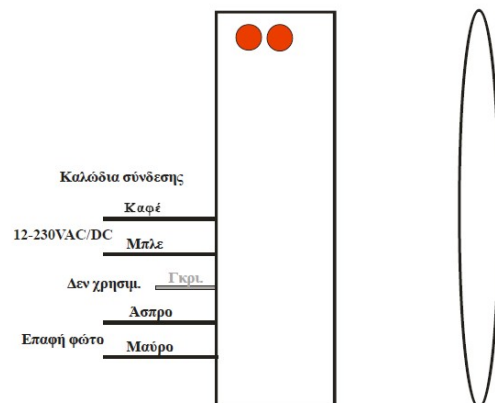 Καλώδια σύνδεσης
Καφέ
12-230VAC/DC
Μπλε
Δεν χρησιμ.
Γκρι.
Άσπρο
Επαφή φώτο
Μαύρο